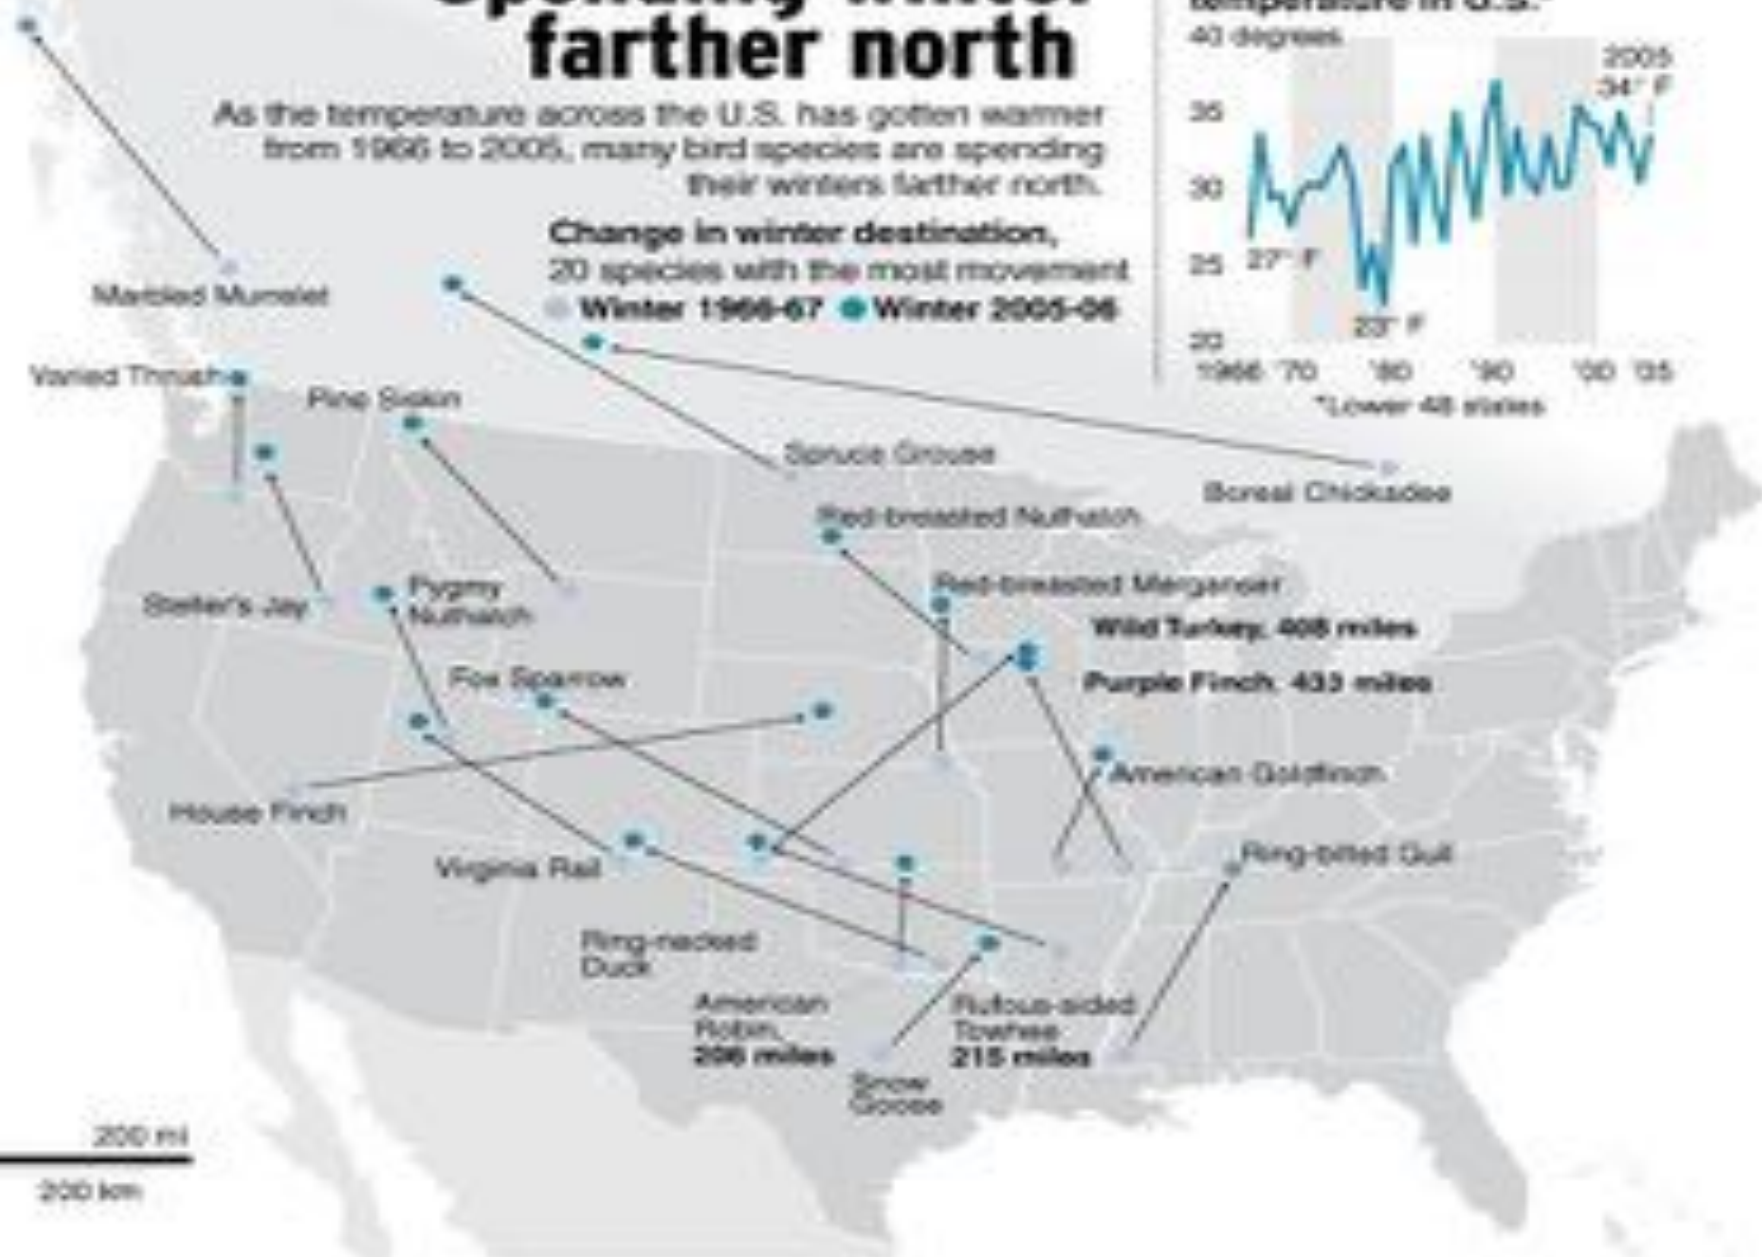 Spending winter
farther north
As the temperature across the U.S. has gotten warmer
from 1966 to 2005, many bird species are spending
their winters farther north.
Change in winter destination,
20 species with the most movement
Winter 1966-67 Winter 2005-06
temperature in U.S.*
40 degrees
35
30
25
20
2005
34° F
27° F
23° F
1966 '70 '80 '90 '00 '05
*Lower 48 states
Marbled Murrelet
Varied Thrush
Pine Siskin
Spruce Grouse
Boreal Chickadee
Red-breasted Nuthatch
Red-breasted Merganser
Steller's Jay
Pygmy
Nuthatch
Wild Turkey, 408 miles
Purple Finch, 433 miles
Fox Sparrow
American Goldfinch
House Finch
Virginia Rail
Ring-billed Gull
Ring-necked
Duck
American
Robin,
206 miles
Rufous-sided
Towhee
215 miles
Snow
Goose
200 mi
200 km